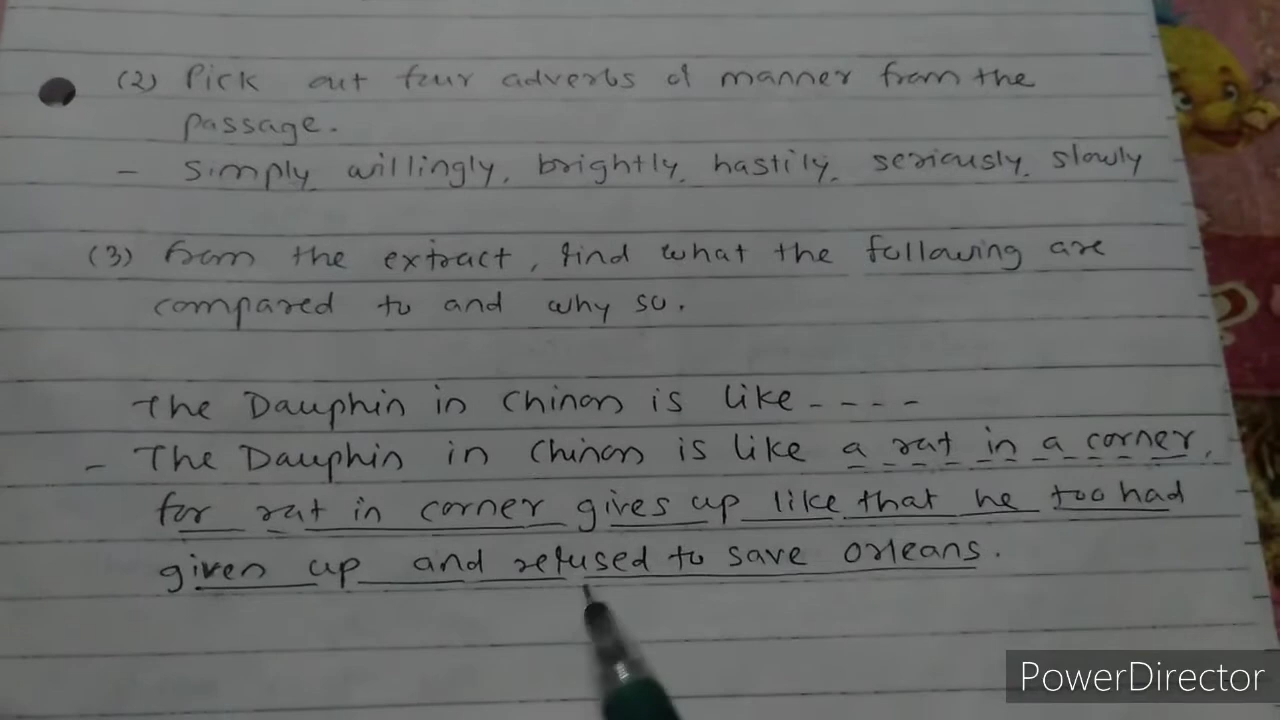 (2) Pick out four adverbs of manner from the
passage.
- Simply willingly, brightly, hastily, seriously, slowly
(3) From the extract, find what the following are
compared to and why so.
The Dauphin in Chinon is like - - - -
- The Dauphin in Chinon is like a rat in a corner,
for rat in corner gives up like that he too had
given up and refused to save Orleans.
PowerDirector